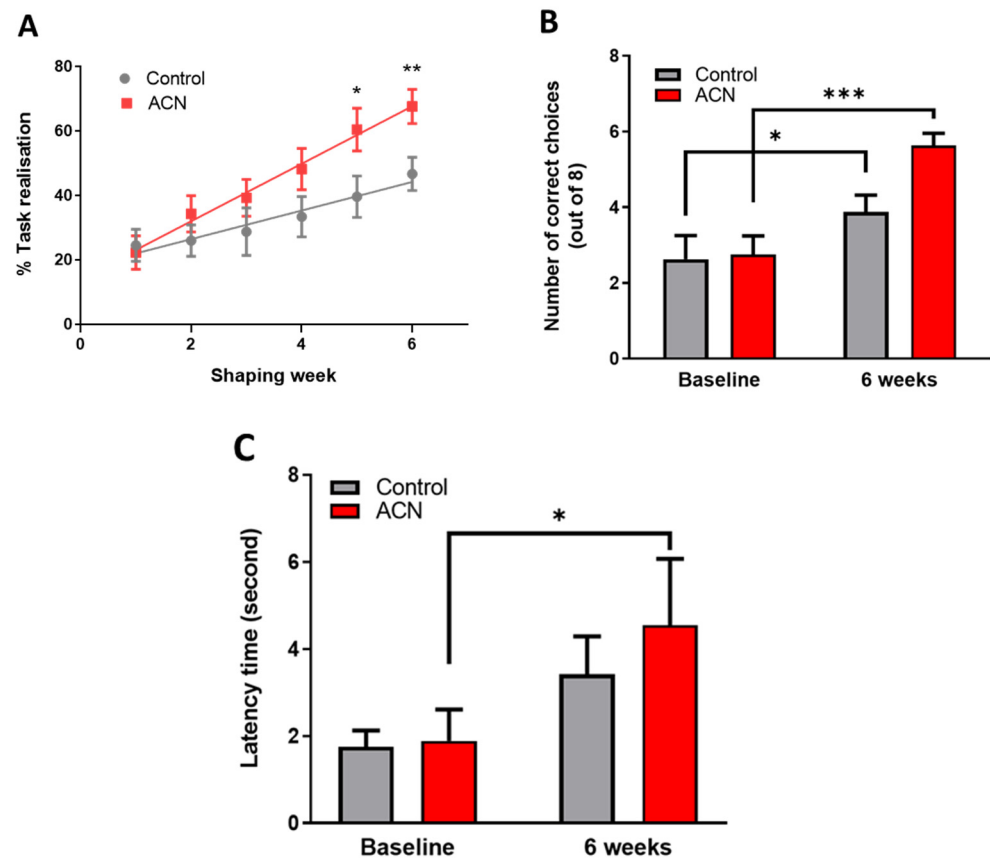 A
% Task realisation
80
60
40
20
0
Control
ACN
*
**
0
2
4
6
Shaping week
B
Number of correct choices
(out of 8)
8
6
4
2
0
Control
ACN
***
*
Baseline
6 weeks
C
Latency time (second)
8
6
4
2
0
Control
ACN
*
Baseline
6 weeks